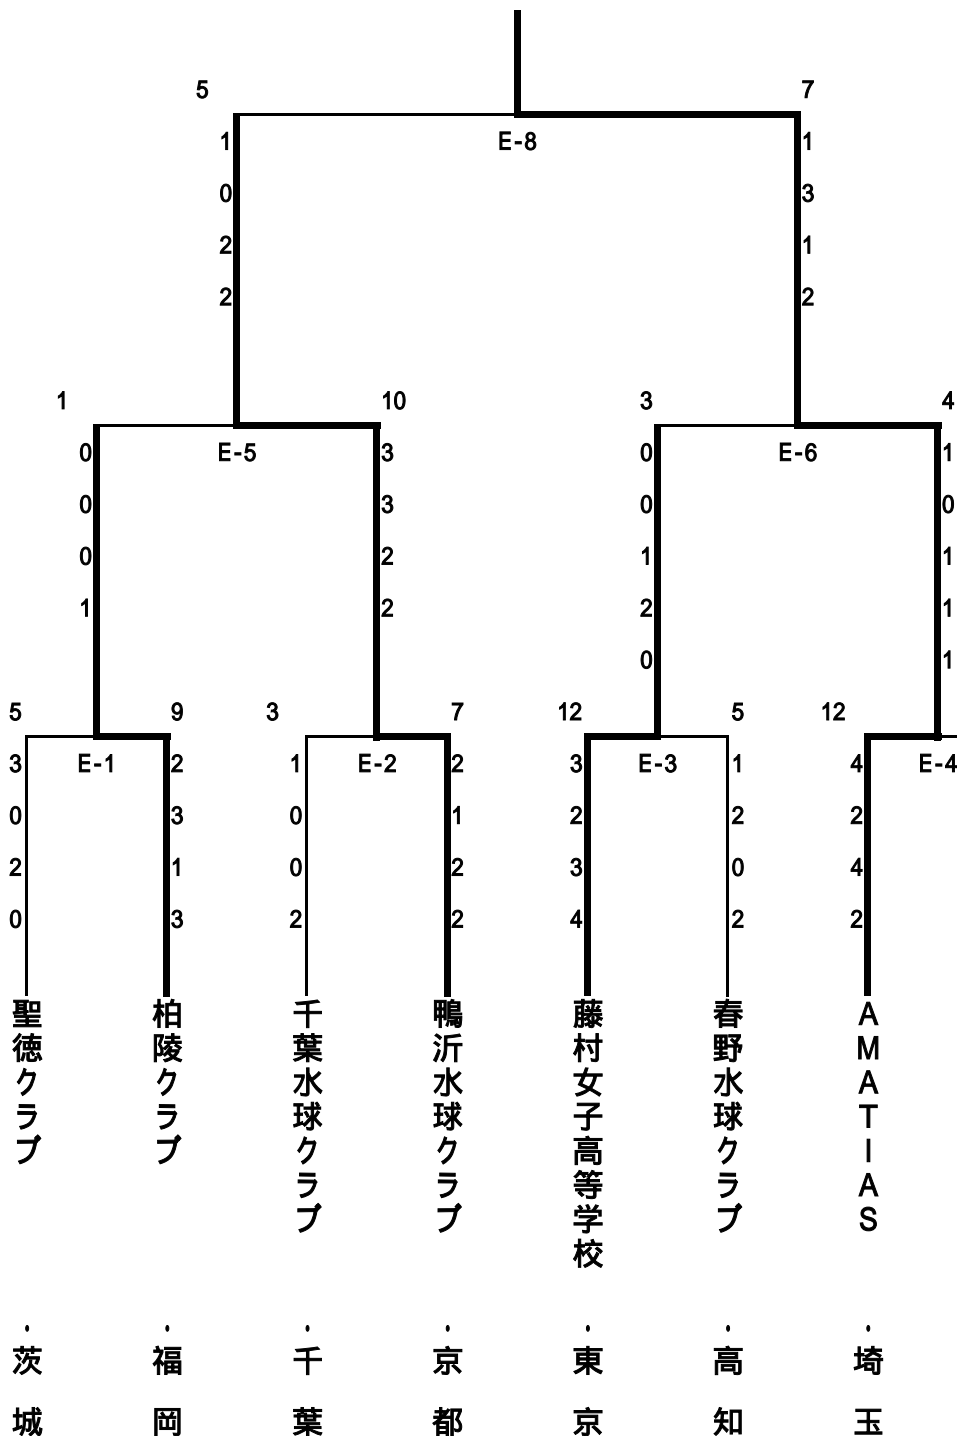 5 7
1 E-8 1
0 3
2 1
2 2
1 10 3 4
0 E-5 3 0 E-6 1
0 3 0 0
0 2 1 1
1 2 2 1
0 1
5 9 3 7 12 5 12
3 E-1 2 1 E-2 2 3 E-3 1 4 E-4
0 3 0 1 2 2 2
2 1 0 2 3 0 4
0 3 2 2 4 2 2
聖徳クラブ ・茨城
柏陵クラブ ・福岡
千葉水球クラブ ・千葉
鴨沂水球クラブ ・京都
藤村女子高等学校 ・東京
春野水球クラブ ・高知
AMATIAS ・埼玉